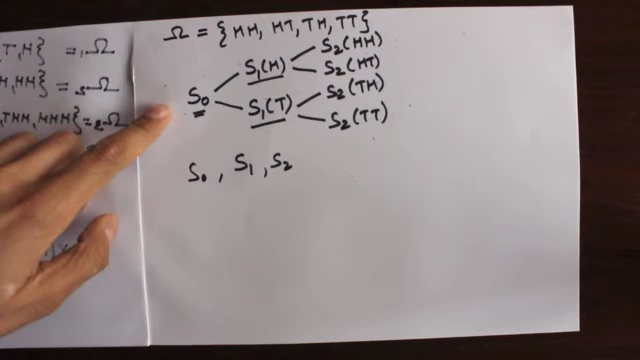 T, H} = 1Ω
H, HH} = 2Ω
THH, HHH} = 2Ω
Ω = { HH, HT, TH, TT }
S2(HH)
S1(H)
S2(HT)
S0
S2(TH)
S1(T)
S2(TT)
S0 , S1 , S2